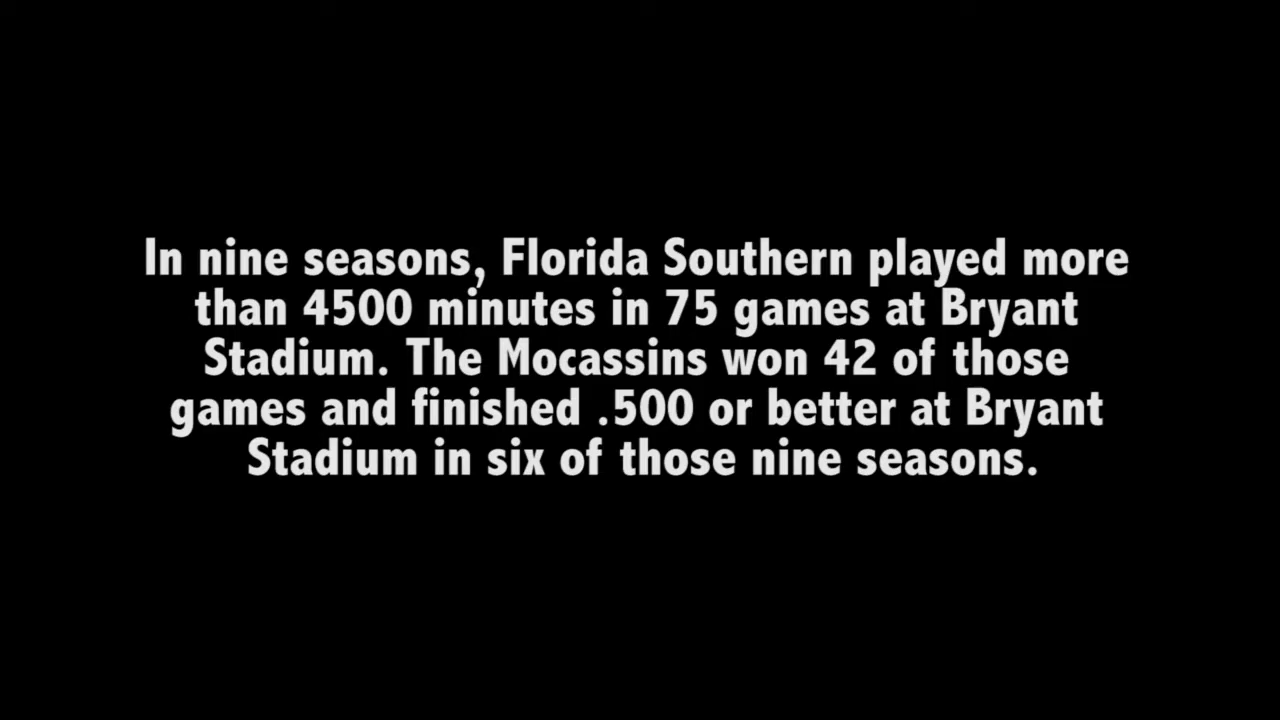 In nine seasons, Florida Southern played more
than 4500 minutes in 75 games at Bryant
Stadium. The Mocassins won 42 of those
games and finished .500 or better at Bryant
Stadium in six of those nine seasons.